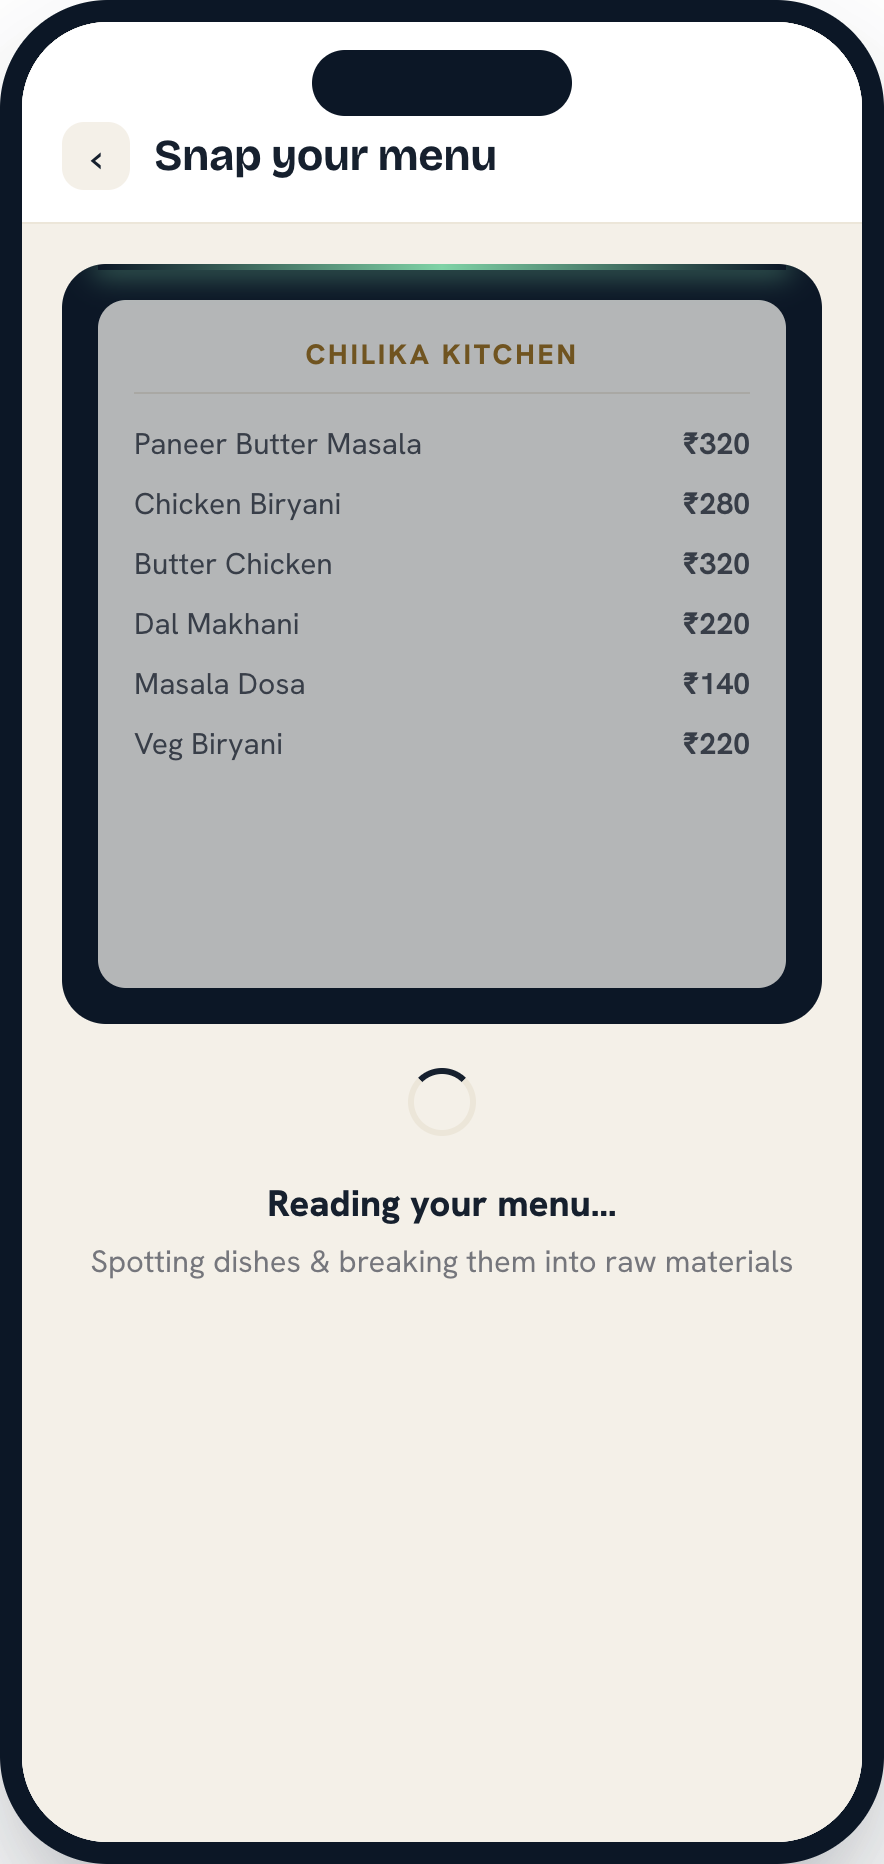 Snap your menu
CHILIKA KITCHEN
Paneer Butter Masala ₹320
Chicken Biryani ₹280
Butter Chicken ₹320
Dal Makhani ₹220
Masala Dosa ₹140
Veg Biryani ₹220
Reading your menu...
Spotting dishes & breaking them into raw materials